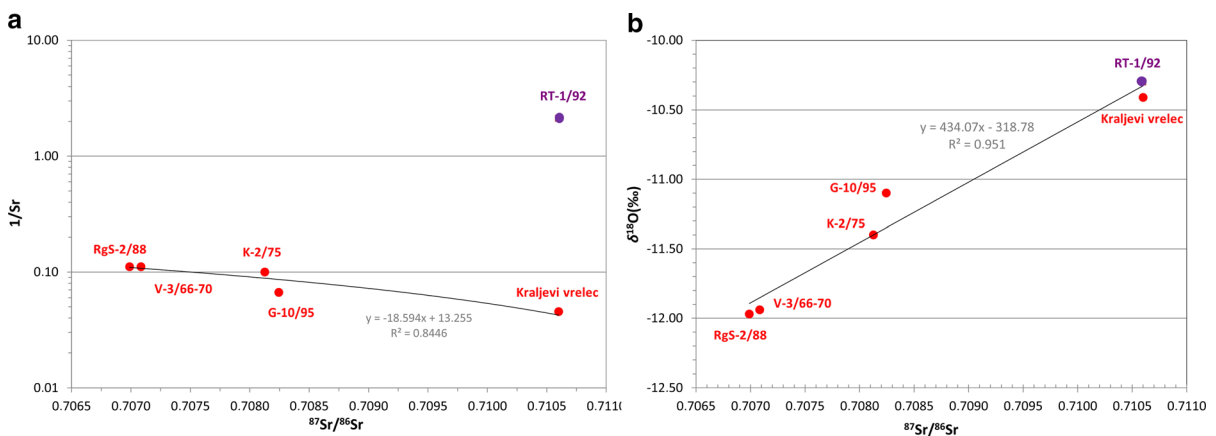 a
10.00
1.00
0.10
0.01
1/Sr
RT-1/92
RgS-2/88
V-3/66-70
K-2/75
G-10/95
Kraljevi vrelec
y = -18.594x + 13.255
R² = 0.8446
0.7065 0.7070 0.7075 0.7080 0.7085 0.7090 0.7095 0.7100 0.7105 0.7110
⁸⁷Sr/⁸⁶Sr
b
-10.00
-10.50
-11.00
-11.50
-12.00
-12.50
δ¹⁸O(‰)
RT-1/92
Kraljevi vrelec
y = 434.07x - 318.78
R² = 0.951
G-10/95
K-2/75
V-3/66-70
RgS-2/88
0.7065 0.7070 0.7075 0.7080 0.7085 0.7090 0.7095 0.7100 0.7105 0.7110
⁸⁷Sr/⁸⁶Sr